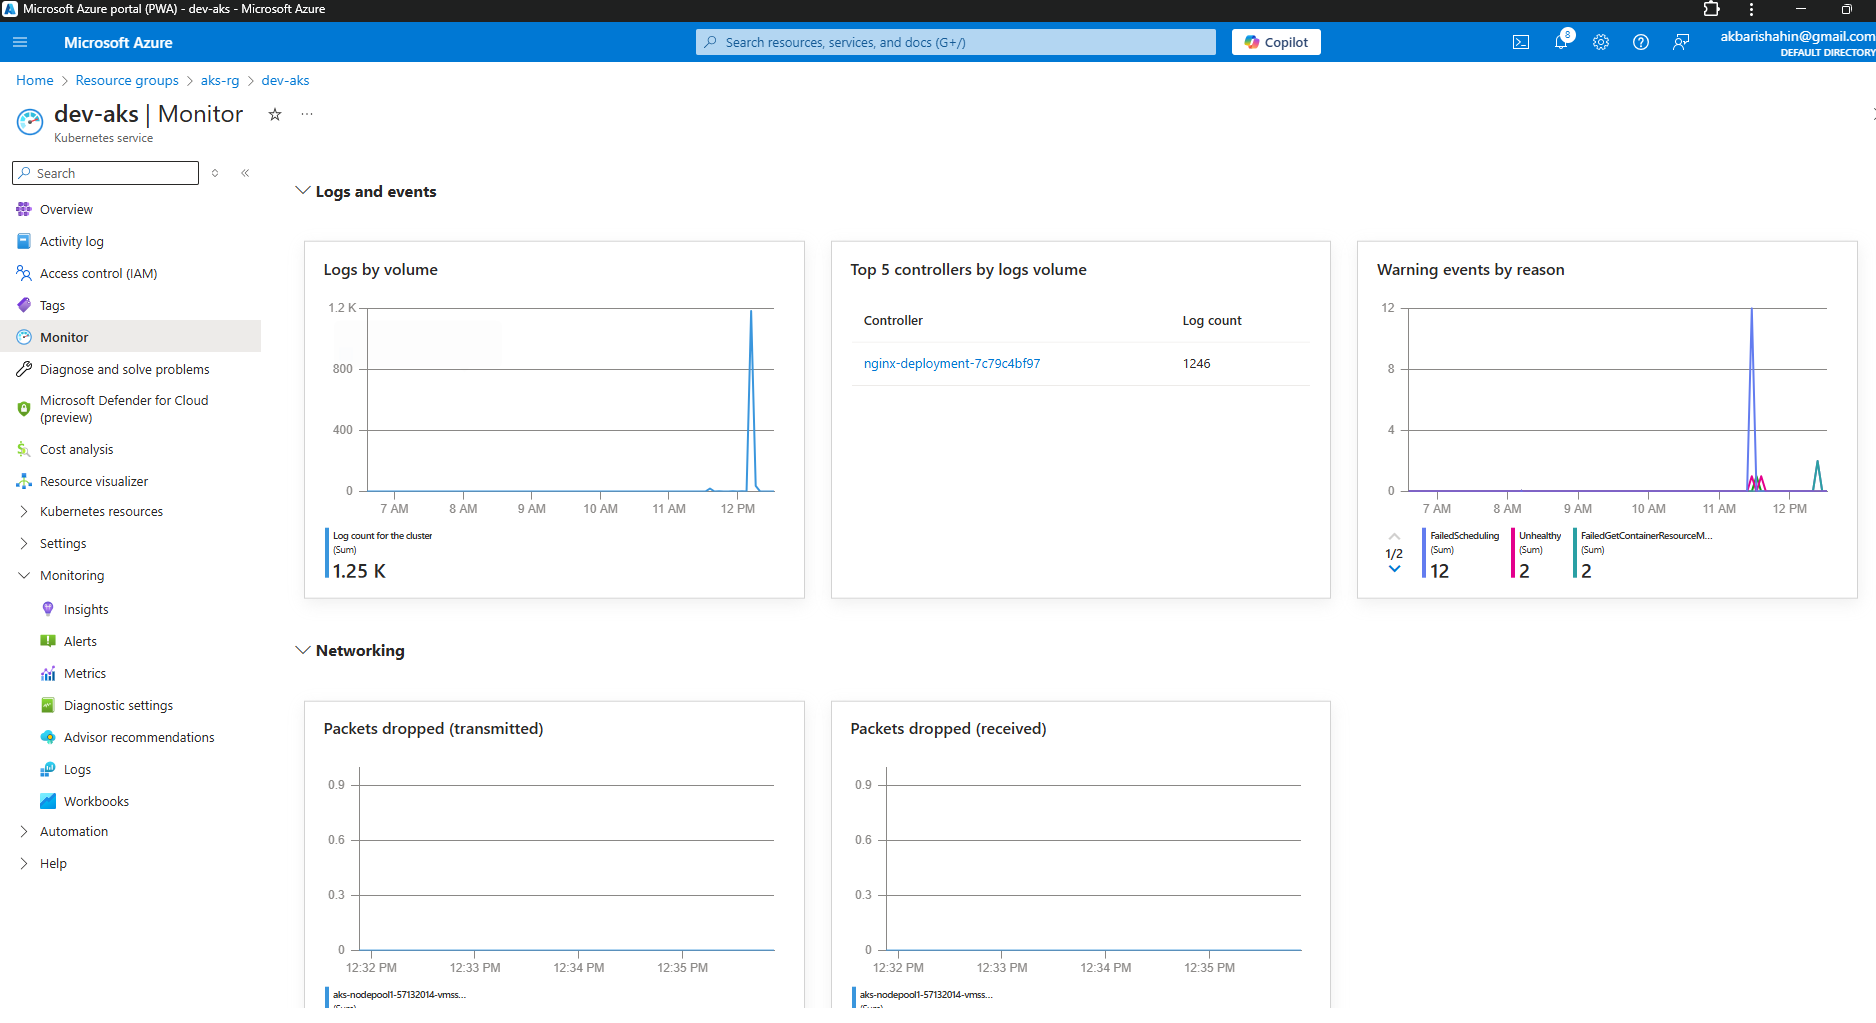 Microsoft Azure portal (PWA) - dev-aks - Microsoft Azure
Microsoft Azure
Search resources, services, and docs (G+/)
Copilot
8
akbarishahin@gmail.com
DEFAULT DIRECTORY
Home > Resource groups > aks-rg > dev-aks
dev-aks | Monitor
Kubernetes service
Search
Overview
Activity log
Access control (IAM)
Tags
Monitor
Diagnose and solve problems
Microsoft Defender for Cloud
(preview)
Cost analysis
Resource visualizer
Kubernetes resources
Settings
Monitoring
Insights
Alerts
Metrics
Diagnostic settings
Advisor recommendations
Logs
Workbooks
Automation
Help
Logs and events
Logs by volume
1.2 K
800
400
0
7 AM 8 AM 9 AM 10 AM 11 AM 12 PM
Log count for the cluster
(Sum)
1.25 K
Top 5 controllers by logs volume
Controller Log count
nginx-deployment-7c79c4bf97 1246
Warning events by reason
12
8
4
0
7 AM 8 AM 9 AM 10 AM 11 AM 12 PM
1/2
FailedScheduling
(Sum)
12
Unhealthy
(Sum)
2
FailedGetContainerResourceM...
(Sum)
2
Networking
Packets dropped (transmitted)
0.9
0.6
0.3
0
12:32 PM 12:33 PM 12:34 PM 12:35 PM
aks-nodepool1-57132014-vmss...
(Sum)
Packets dropped (received)
0.9
0.6
0.3
0
12:32 PM 12:33 PM 12:34 PM 12:35 PM
aks-nodepool1-57132014-vmss...
(Sum)